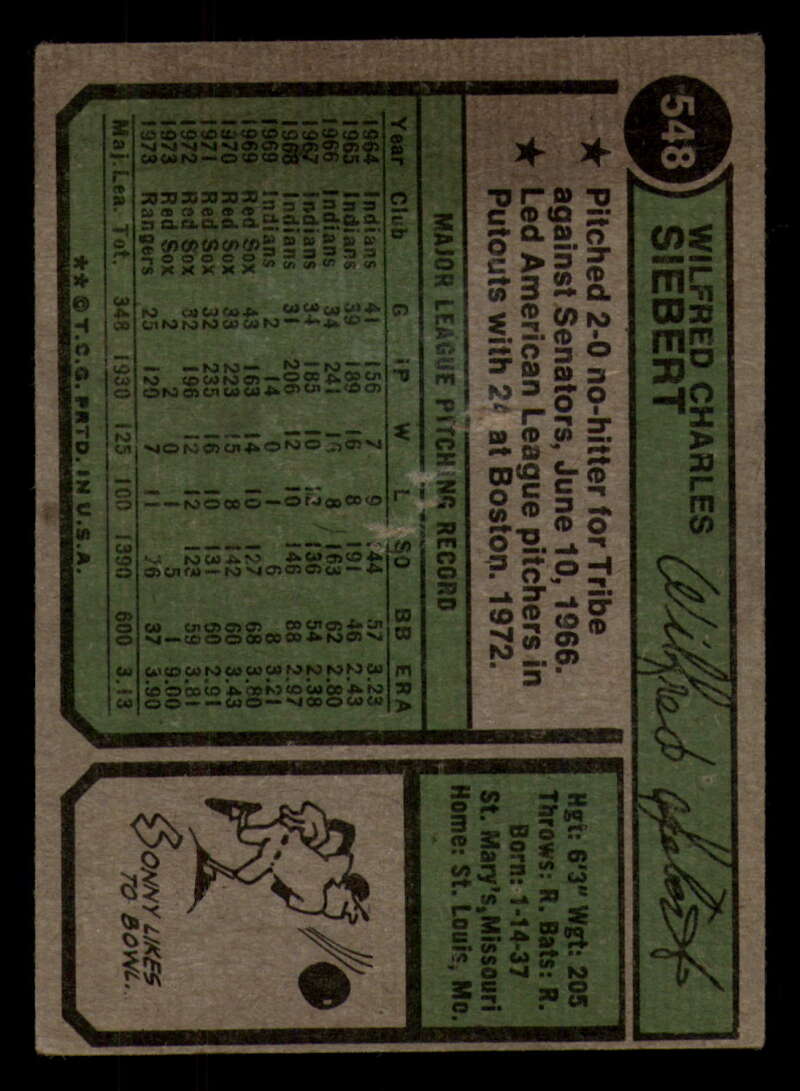 548
WILFRED CHARLES
SIEBERT
Wilfred Siebert
★ Pitched 2-0 no-hitter for Tribe
against Senators, June 10, 1966.
★ Led American League pitchers in
Putouts with 2 at Boston. 1972.
MAJOR LEAGUE PITCHING RECORD
Year Club G IP W L SO BB ERA
1964 Indians 41 156 7 9 144 57 3.23
1965 Indians 39 189 16 8 191 46 2.43
1966 Indians 34 241 16 8 163 62 2.80
1967 Indians 34 185 10 12 136 54 2.38
1968 Indians 31 206 12 10 146 88 2.97
1969 Indians 2 14 0 1 6 8 3.21
1969 Red Sox 43 163 14 10 127 68 3.80
1970 Red Sox 33 223 15 8 142 60 3.43
1971 Red Sox 32 235 16 10 131 60 2.91
1972 Red Sox 32 196 12 12 123 59 3.81
1973 Red Sox 2 2 0 1 5 1 9.00
1973 Rangers 25 120 7 11 76 37 3.90
Maj. Lea. Tot. 348 1930 125 100 1390 600 3.13
**© T.C.G. PRTD. IN U.S.A.
Hgt: 6'3" Wgt: 205
Throws: R. Bats: R.
Born: 1-14-37
St. Mary's, Missouri
Home: St. Louis, Mo.
SONNY LIKES
TO BOWL..